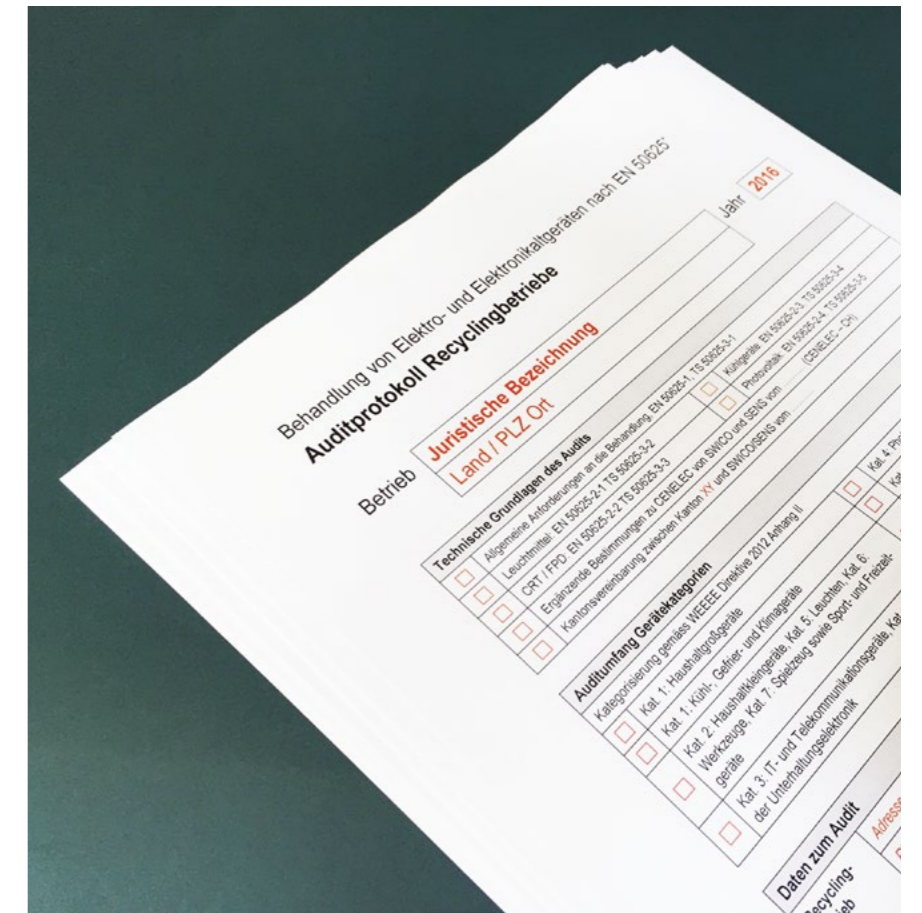 Behandlung von Elektro- und Elektronikaltgeräten nach EN 50625
Auditprotokoll Recyclingbetriebe
Jahr 2016
Betrieb
Juristische Bezeichnung
Land / PLZ Ort
Technische Grundlagen des Audits
Allgemeine Anforderungen an die Behandlung: EN 50625-1, TS 50625-3-1
Leuchtmittel: EN 50625-2-1 TS 50625-3-2
Kühlgeräte: EN 50625-2-3, TS 50625-3-4
CRT / FPD: EN 50625-2-2 TS 50625-3-3
Photovoltaik: EN 50625-2-4, TS 50625-3-5
Ergänzende Bestimmungen zu CENELEC von SWICO und SENS vom (CENELEC – CH)
Kantonsvereinbarung zwischen Kanton XY und SWICO/SENS vom
Auditumfang Gerätekategorien
Kategorisierung gemäss WEEEE Direktive 2012 Anhang II
Kat. 1: Haushaltgroßgeräte
Kat. 4:
Kat. 1: Kühl-, Gefrier- und Klimageräte
Kat. 2: Haushaltkleingeräte, Kat. 5: Leuchten, Kat. 6:
Werkzeuge, Kat. 7: Spielzeug sowie Sport- und Freizeit-
geräte
Kat. 3: IT- und Telekommunikationsgeräte, Kat.
der Unterhaltungselektronik
Daten zum Audit
Adresse